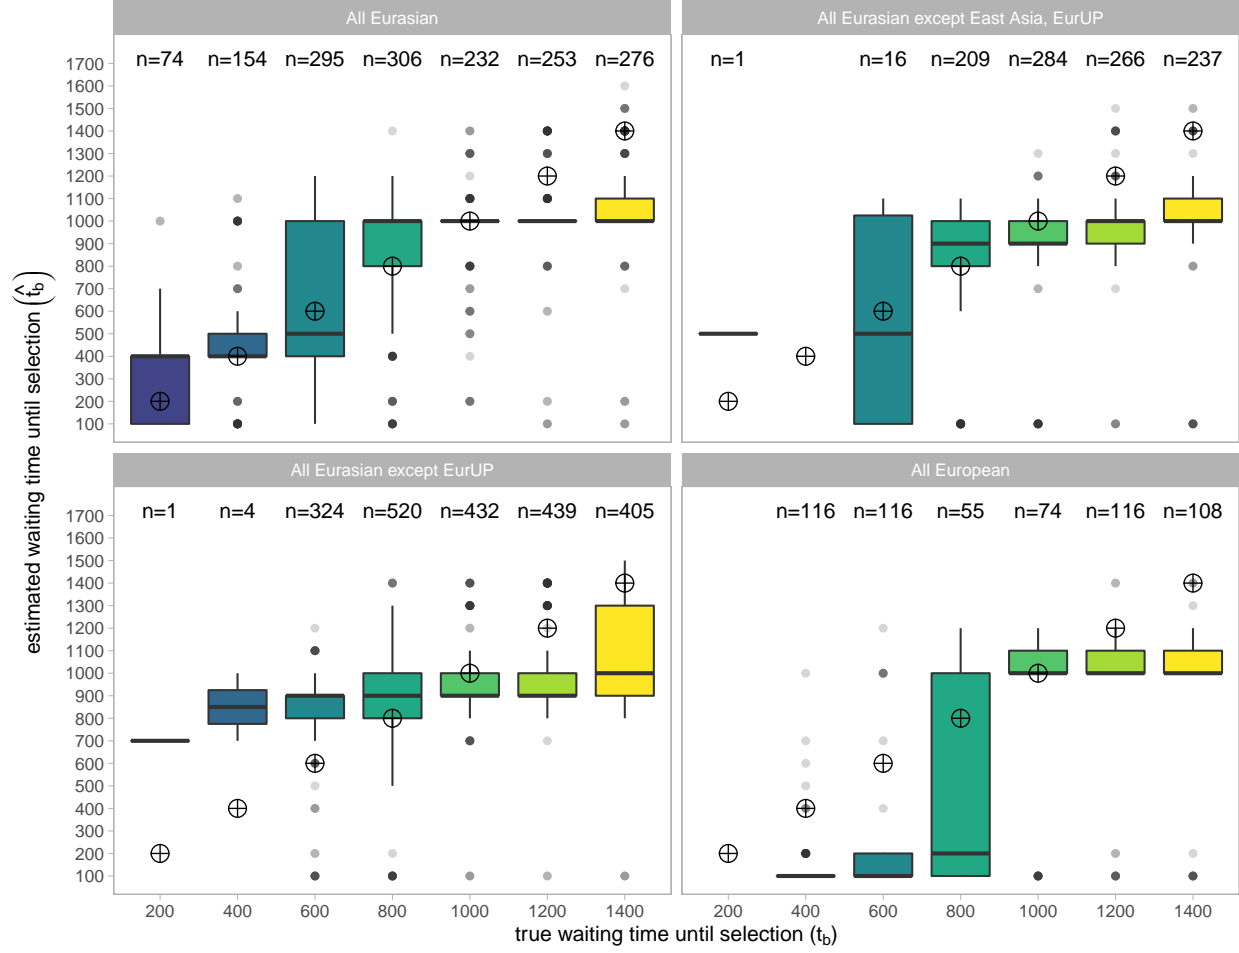 All Eurasian
All Eurasian except East Asia, EurUP
n=74 n=154 n=295 n=306 n=232 n=253 n=276
n=1 n=16 n=209 n=284 n=266 n=237
1700
1600
1500
1400
1300
1200
1100
1000
900
800
700
600
500
400
300
200
100
All Eurasian except EurUP
All European
n=1 n=4 n=324 n=520 n=432 n=439 n=405
n=116 n=116 n=55 n=74 n=116 n=108
1700
1600
1500
1400
1300
1200
1100
1000
900
800
700
600
500
400
300
200
100
200 400 600 800 1000 1200 1400
200 400 600 800 1000 1200 1400
estimated waiting time until selection (t̂_b)
true waiting time until selection (t_b)